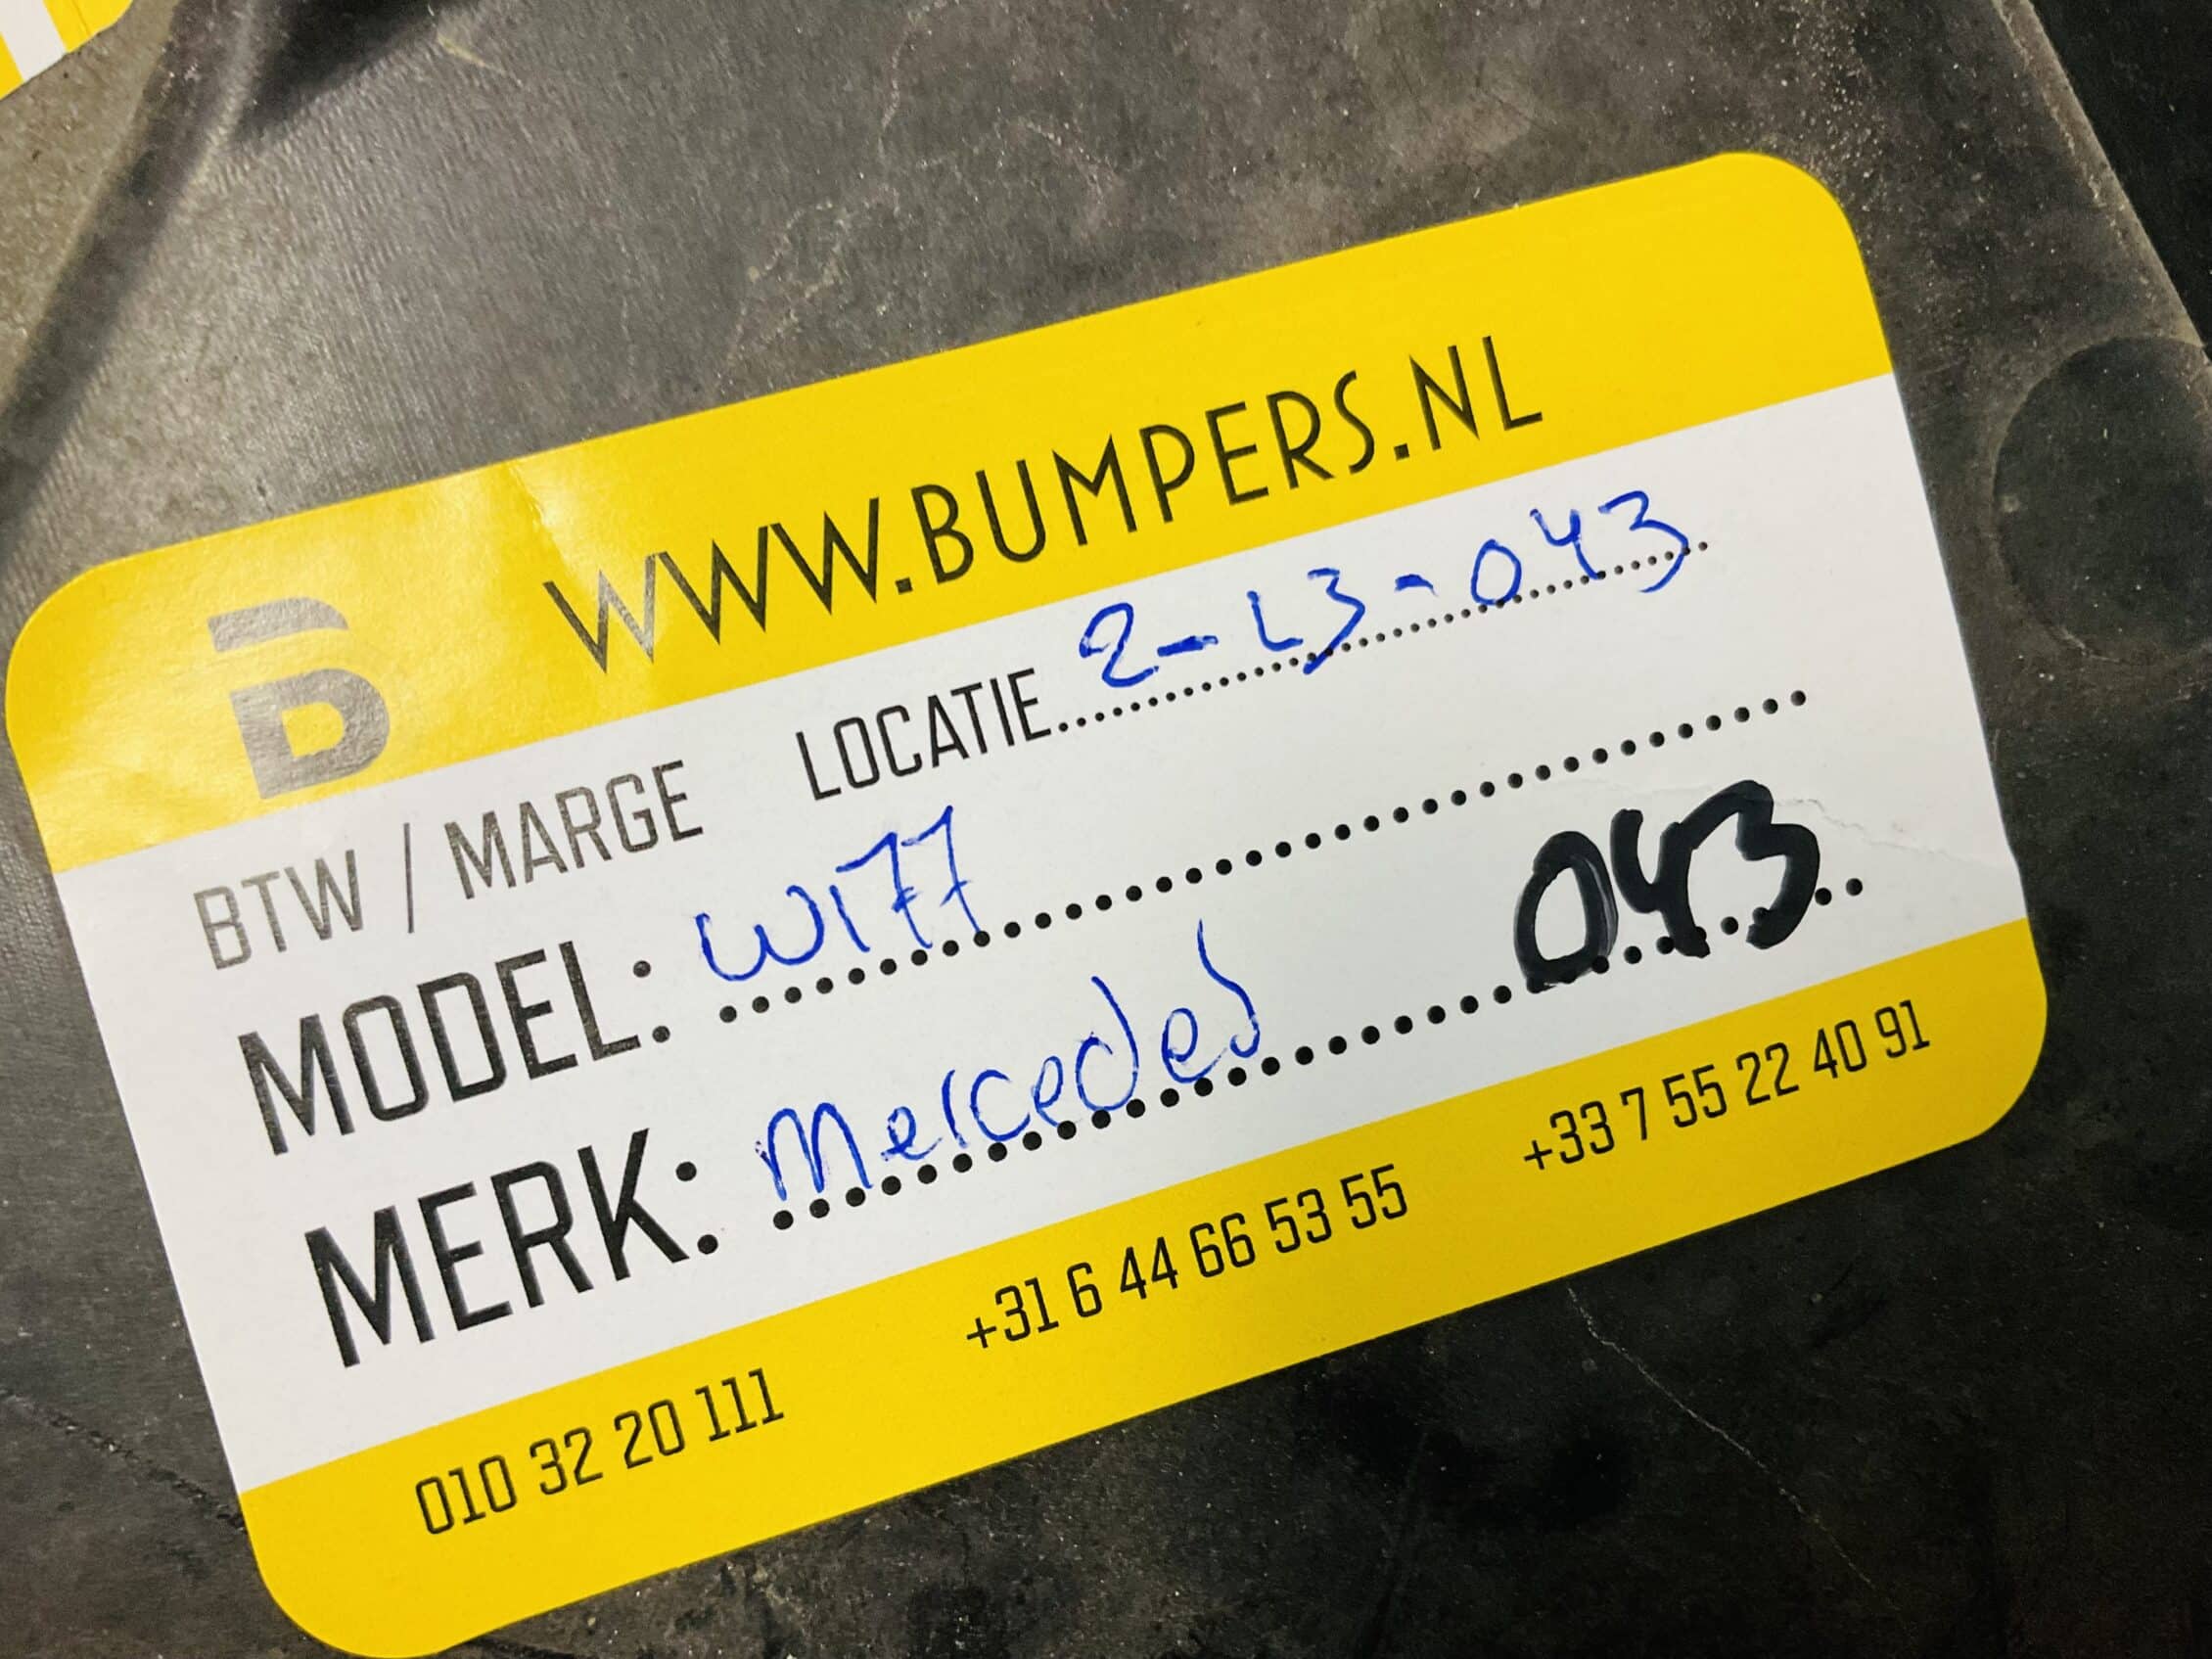 B WWW.BUMPERS.NL
BTW / MARGE LOCATIE 2-L3-043
MODEL: W177
MERK: Mercedes 043
010 32 20 111 +31 6 44 66 53 55 +33 7 55 22 40 91